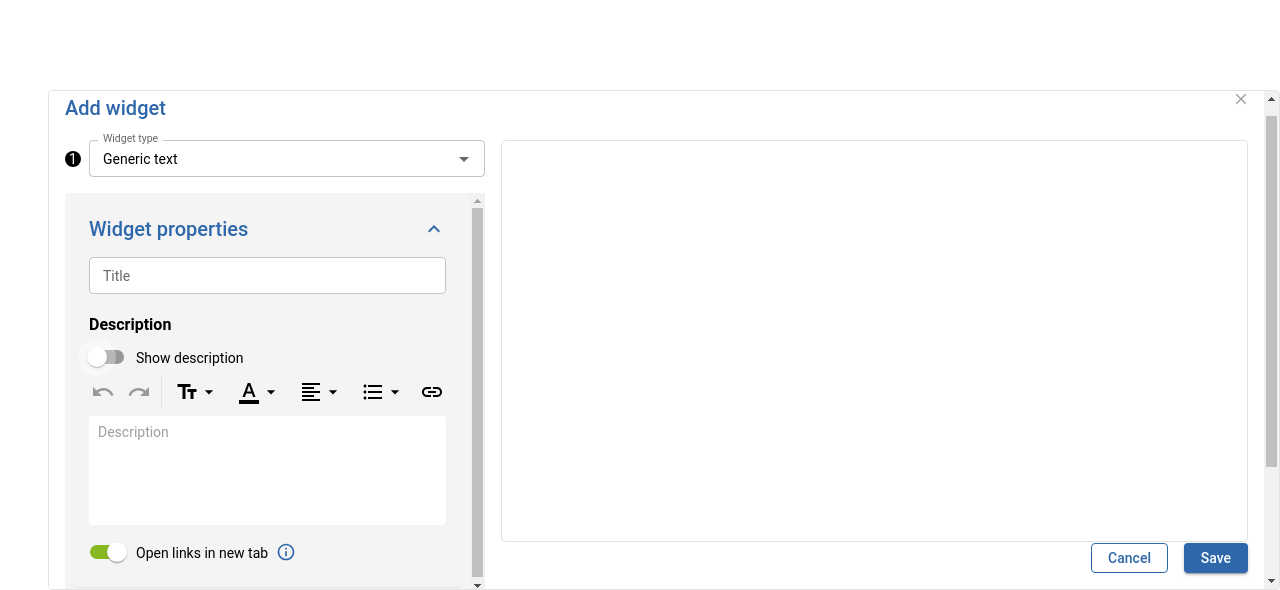 Add widget
Widget type
1
Generic text
Widget properties
Title
Description
Show description
Description
Open links in new tab
Cancel
Save